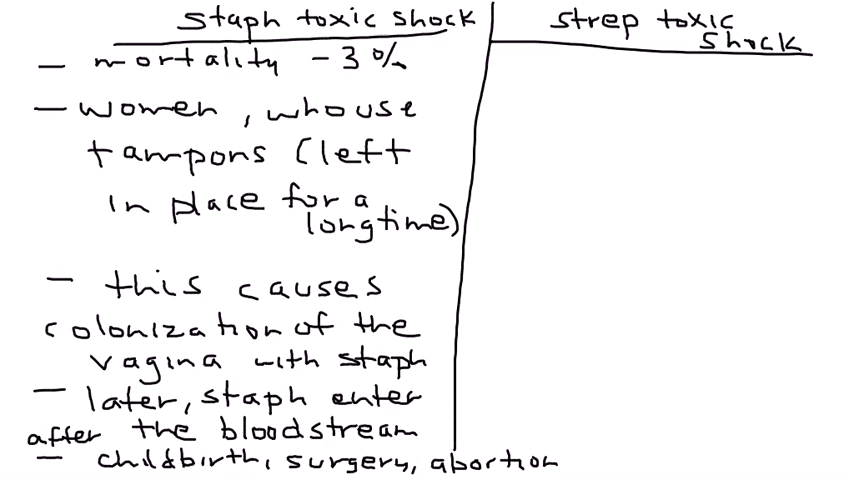 staph toxic shock
strep toxic
shock
- mortality - 3%
- women, who use
tampons (left
in place for a
longtime)
- this causes
colonization of the
vagina with staph
- later, staph enter
after the bloodstream
- childbirth, surgery, abortion